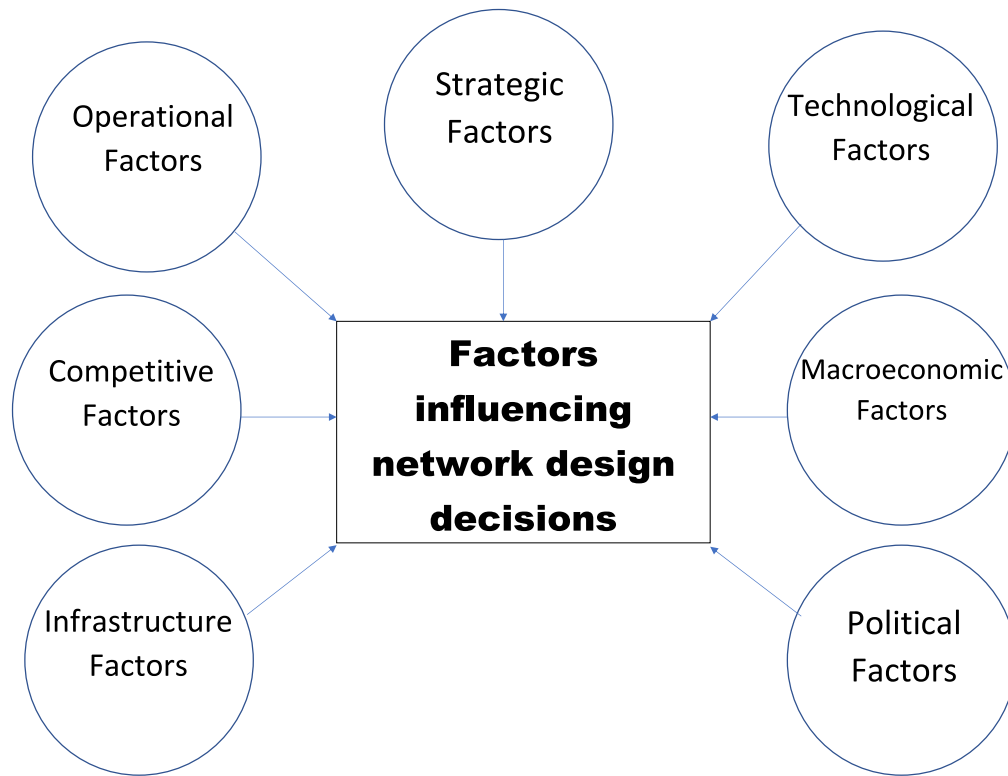 Operational
Factors
Strategic
Factors
Technological
Factors
Competitive
Factors
Factors
influencing
network design
decisions
Macroeconomic
Factors
Infrastructure
Factors
Political
Factors